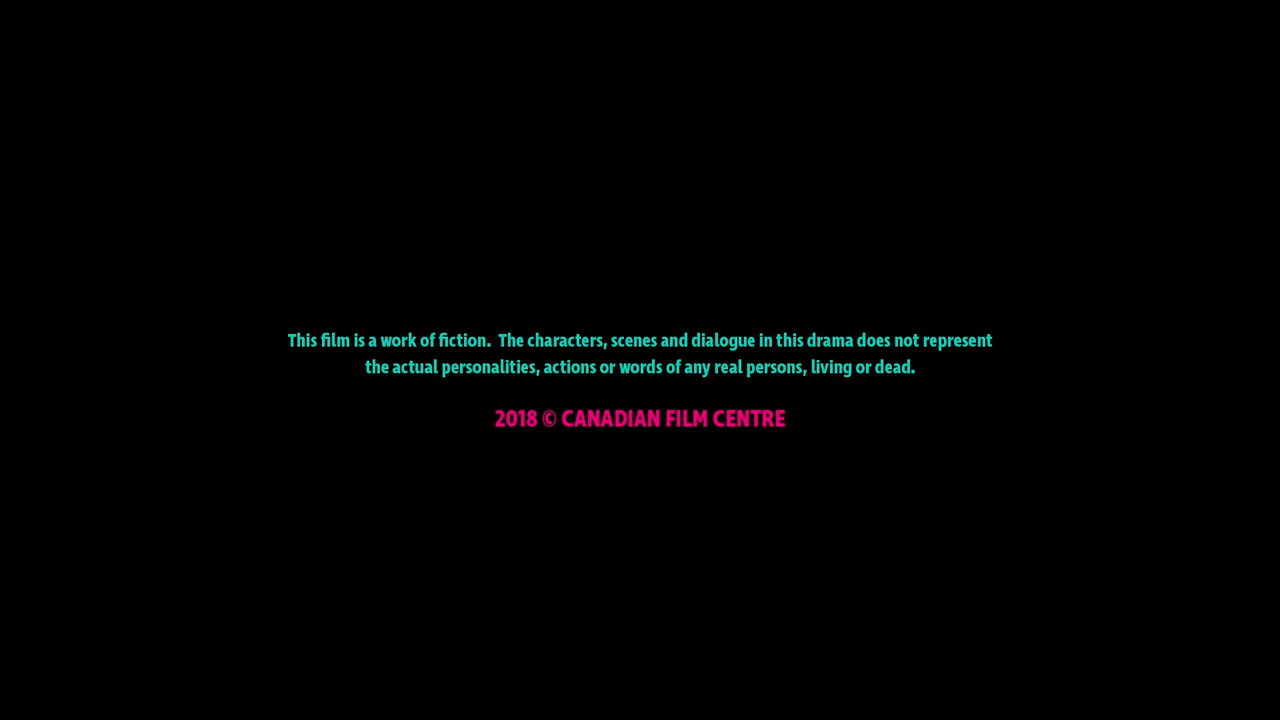 This film is a work of fiction.  The characters, scenes and dialogue in this drama does not represent
the actual personalities, actions or words of any real persons, living or dead.
2018 © CANADIAN FILM CENTRE